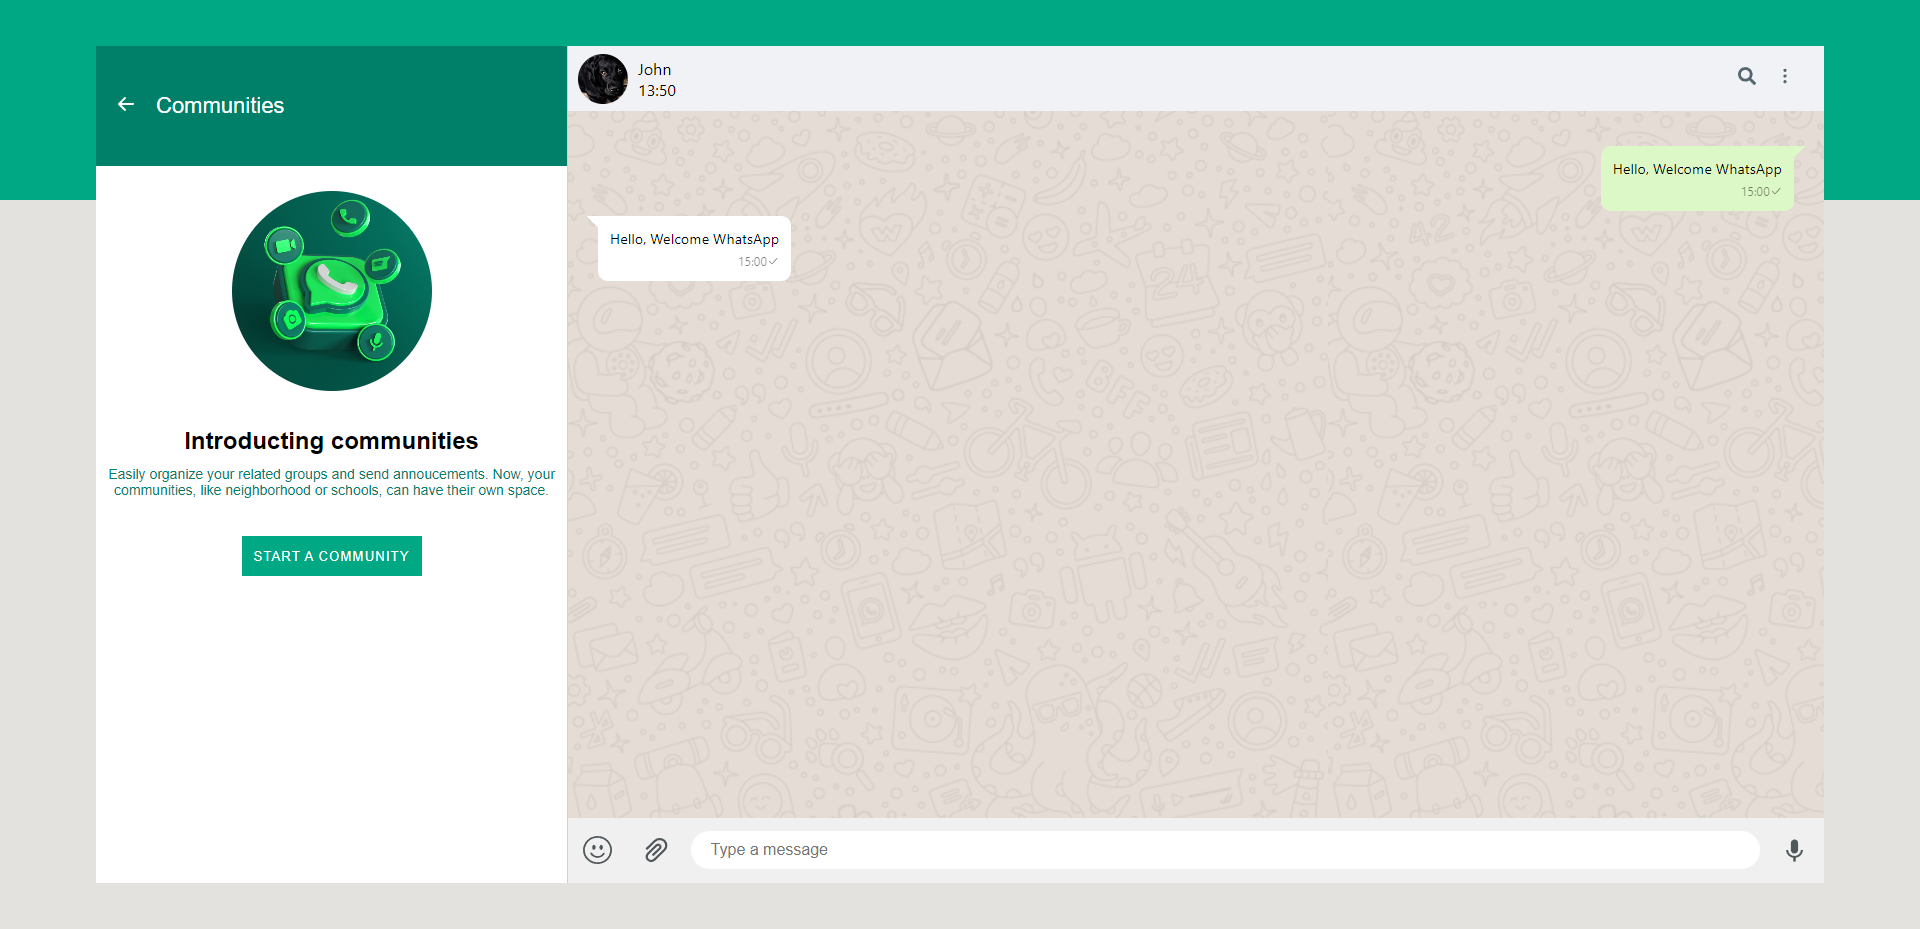 Communities
Introducting communities
Easily organize your related groups and send annoucements. Now, your
communities, like neighborhood or schools, can have their own space.
START A COMMUNITY
John
13:50
Hello, Welcome WhatsApp
15:00
Hello, Welcome WhatsApp
15:00
24
42
Type a message